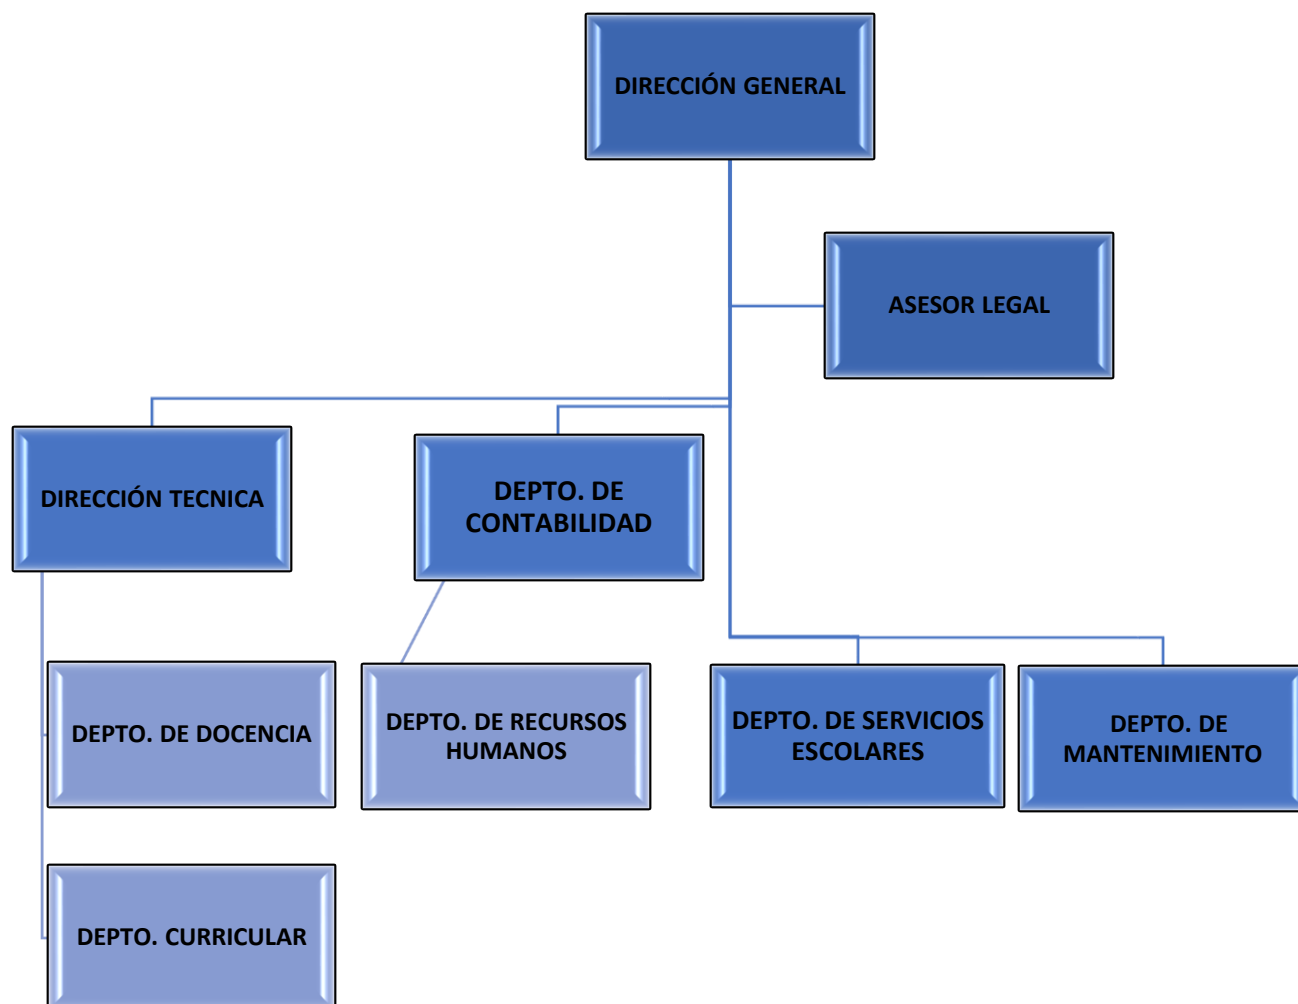 DIRECCIÓN GENERAL
ASESOR LEGAL
DIRECCIÓN TECNICA
DEPTO. DE
CONTABILIDAD
DEPTO. DE DOCENCIA
DEPTO. DE RECURSOS
HUMANOS
DEPTO. DE SERVICIOS
ESCOLARES
DEPTO. DE
MANTENIMIENTO
DEPTO. CURRICULAR